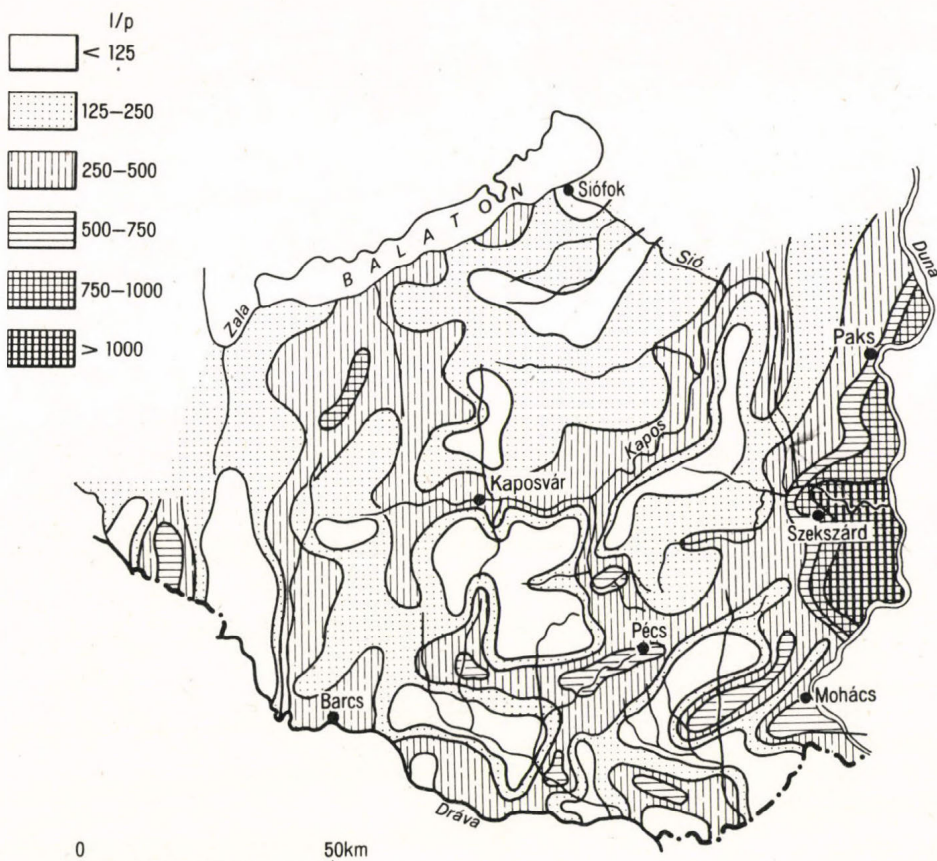 l/p
< 125
125–250
250–500
500–750
750–1000
> 1000
BALATON
Siófok
Sió
Duna
Zala
Paks
Kapos
Kaposvár
Szekszárd
Pécs
Mohács
Barcs
Dráva
0 50km